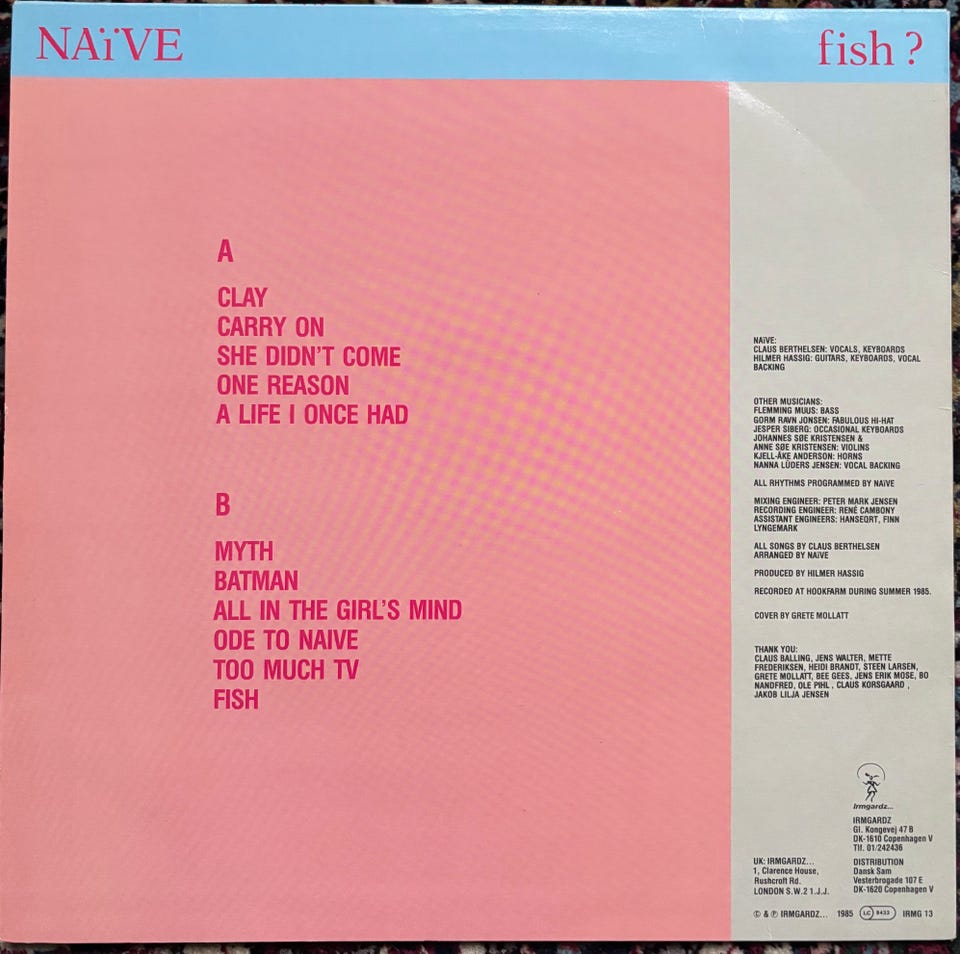 NAïVE
fish ?
A
CLAY
CARRY ON
SHE DIDN'T COME
ONE REASON
A LIFE I ONCE HAD
B
MYTH
BATMAN
ALL IN THE GIRL'S MIND
ODE TO NAIVE
TOO MUCH TV
FISH
NAïVE:
CLAUS BERTHELSEN: VOCALS, KEYBOARDS
HILMER HASSIG: GUITARS, KEYBOARDS, VOCAL
BACKING
OTHER MUSICIANS:
FLEMMING MUUS: BASS
GORM RAVN JONSEN: FABULOUS HI-HAT
JESPER SIBERG: OCCASIONAL KEYBOARDS
JOHANNES SØE KRISTENSEN &
ANNE SØE KRISTENSEN: VIOLINS
KJELL-ÅKE ANDERSON: HORNS
NANNA LÜDERS JENSEN: VOCAL BACKING
ALL RHYTHMS PROGRAMMED BY NAïVE
MIXING ENGINEER: PETER MARK JENSEN
RECORDING ENGINEER: RENÉ CAMBONY
ASSISTANT ENGINEERS: HANSEQRT, FINN
LYNGEMARK
ALL SONGS BY CLAUS BERTHELSEN
ARRANGED BY NAïVE
PRODUCED BY HILMER HASSIG
RECORDED AT HOOKFARM DURING SUMMER 1985.
COVER BY GRETE MOLLATT
THANK YOU:
CLAUS BALLING, JENS WALTER, METTE
FREDERIKSEN, HEIDI BRANDT, STEEN LARSEN,
GRETE MOLLATT, BEE GEES, JENS ERIK MOSE, BO
NANDFRED, OLE PIHL , CLAUS KORSGAARD ,
JAKOB LILJA JENSEN
Irmgardz...
IRMGARDZ
Gl. Kongevej 47 B
DK-1610 Copenhagen V
Tlf. 01/242436
UK: IRMGARDZ...
1, Clarence House,
Rushcroft Rd.
LONDON S.W.2 1.J.J.
DISTRIBUTION
Dansk Sam
Vesterbrogade 107 E
DK-1620 Copenhagen V
© & ℗ IRMGARDZ... 1985 LC 8433 IRMG 13